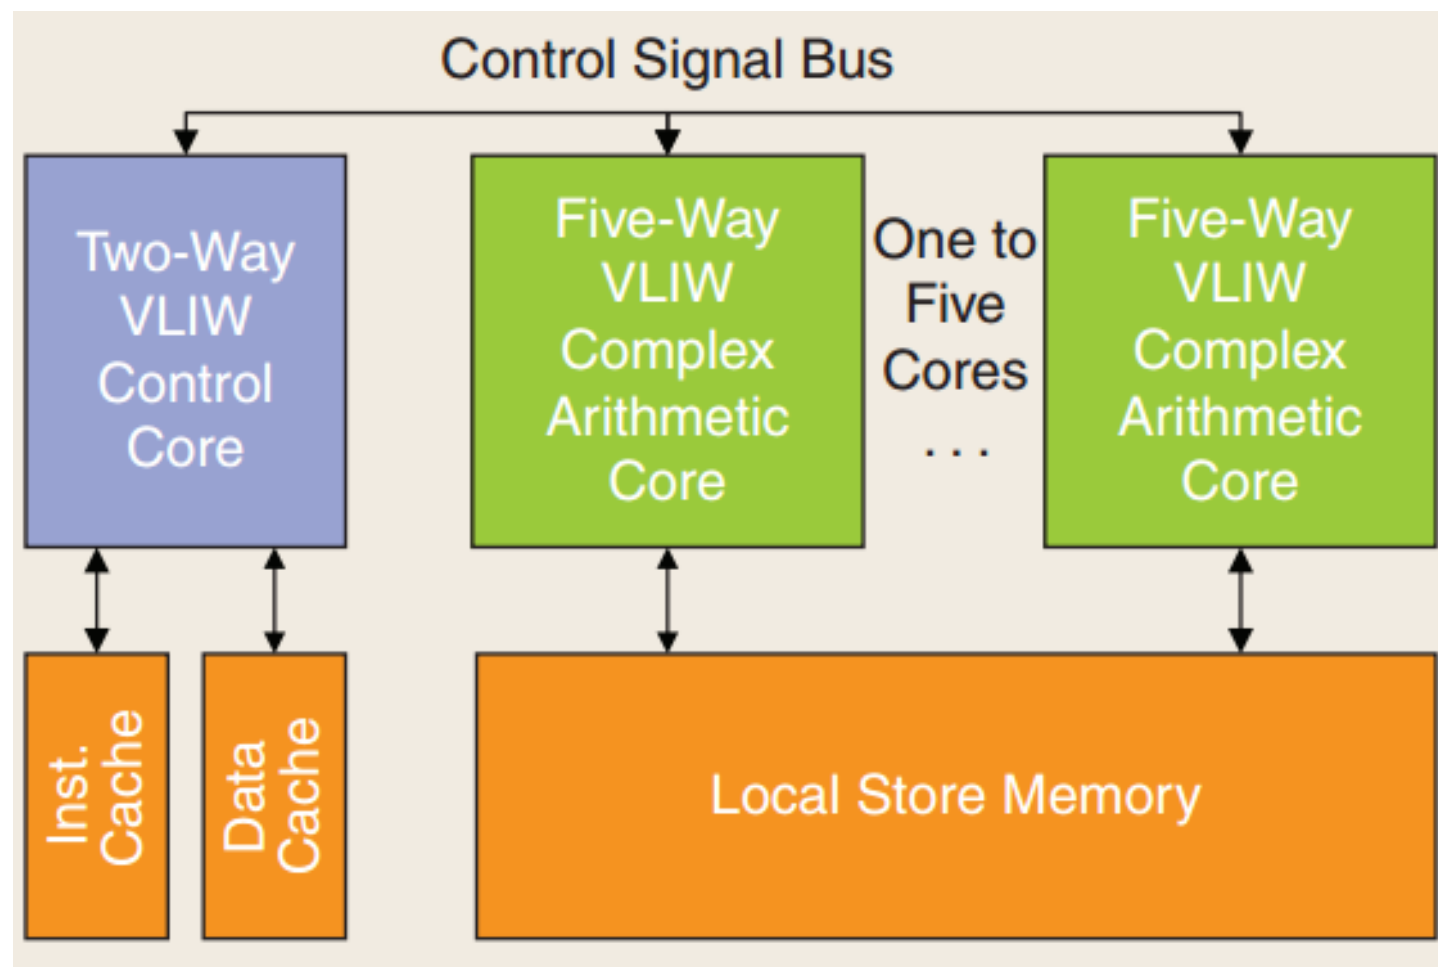 Control Signal Bus
Two-Way
VLIW
Control
Core
Five-Way
VLIW
Complex
Arithmetic
Core
One to
Five
Cores
. . .
Five-Way
VLIW
Complex
Arithmetic
Core
Inst.
Cache
Data
Cache
Local Store Memory